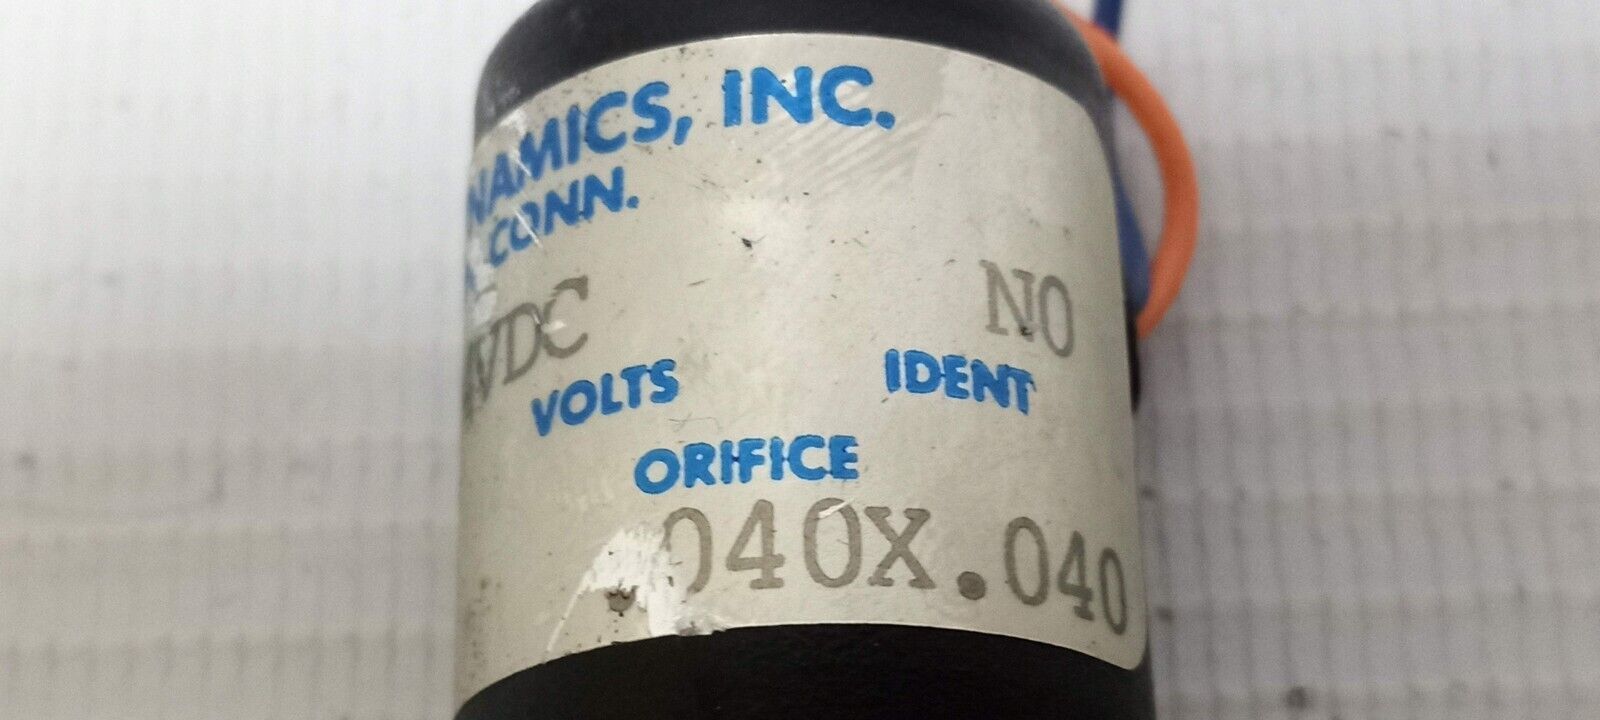 NAMICS, INC.
CONN.
VDC NO
VOLTS IDENT
ORIFICE
.040X.040